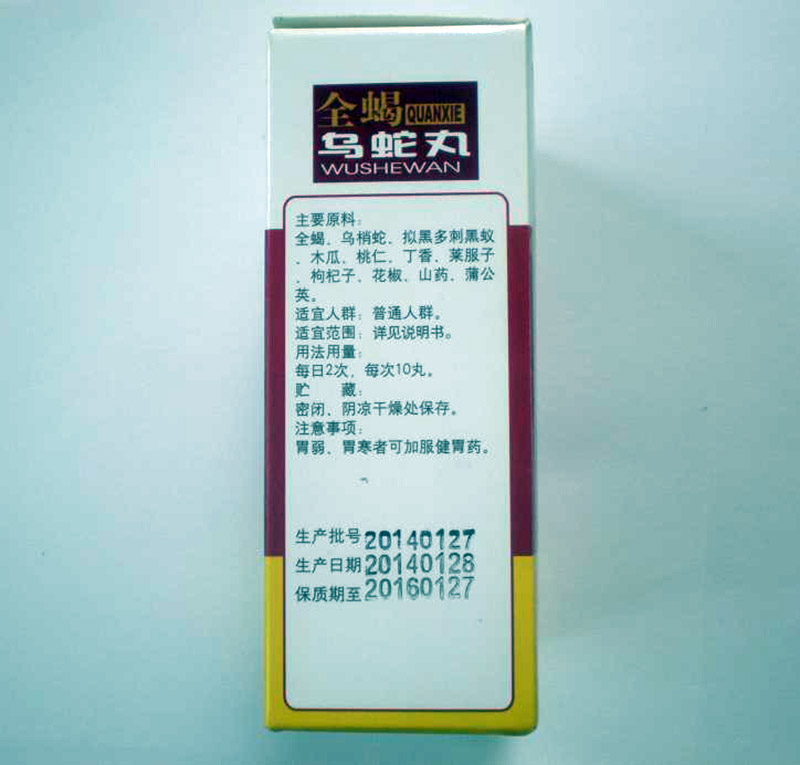 全蝎 QUANXIE
乌蛇丸
WUSHEWAN
主要原料:
全蝎、乌梢蛇、拟黑多刺黑蚁
、木瓜、桃仁、丁香、莱服子
、枸杞子、花椒、山药、蒲公
英。
适宜人群: 普通人群。
适宜范围: 详见说明书。
用法用量:
每日2次, 每次10丸。
贮 藏:
密闭、阴凉干燥处保存。
注意事项:
胃弱、胃寒者可加服健胃药。
生产批号 20140127
生产日期 20140128
保质期至 20160127